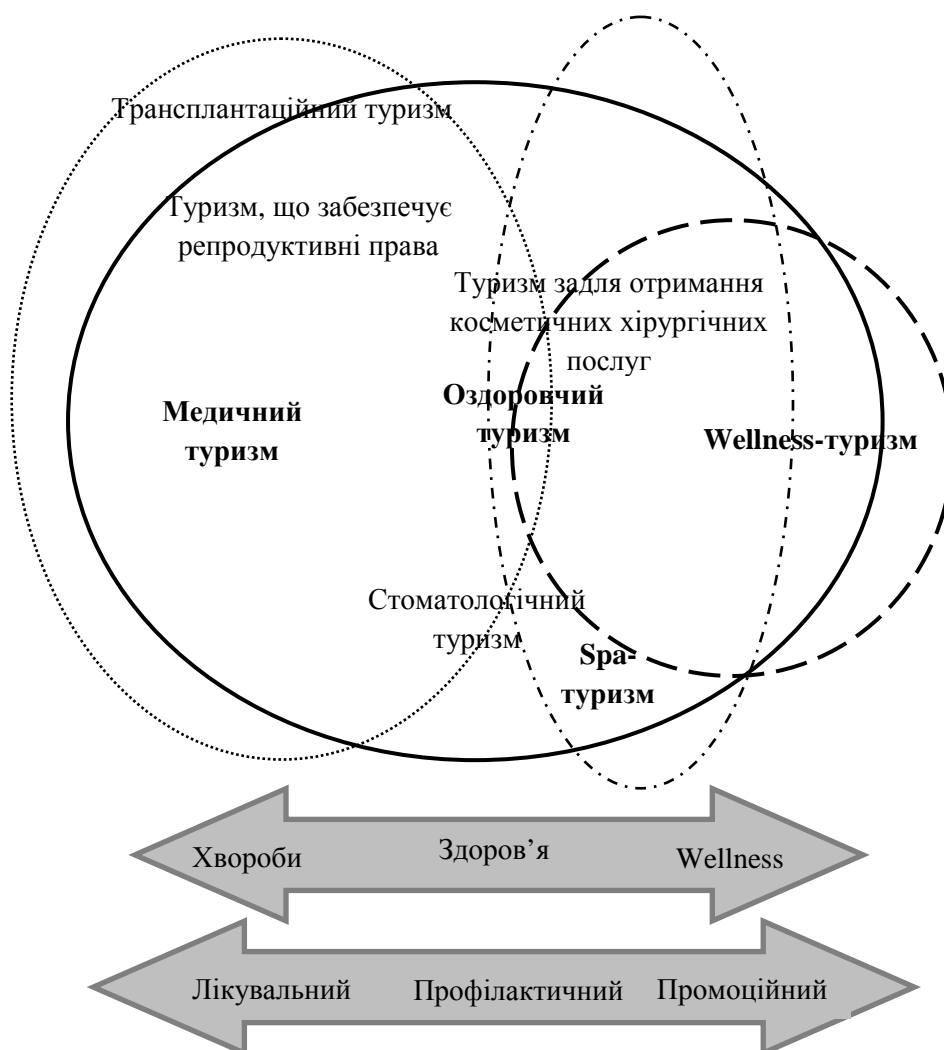 Трансплантаційний туризм
Туризм, що забезпечує
репродуктивні права
Туризм задля отримання
косметичних хірургічних
послуг
Медичний
туризм
Оздоровчий
туризм
Wellness-туризм
Стоматологічний
туризм
Spa-
туризм
Хвороби Здоров’я Wellness
Лікувальний Профілактичний Промоційний